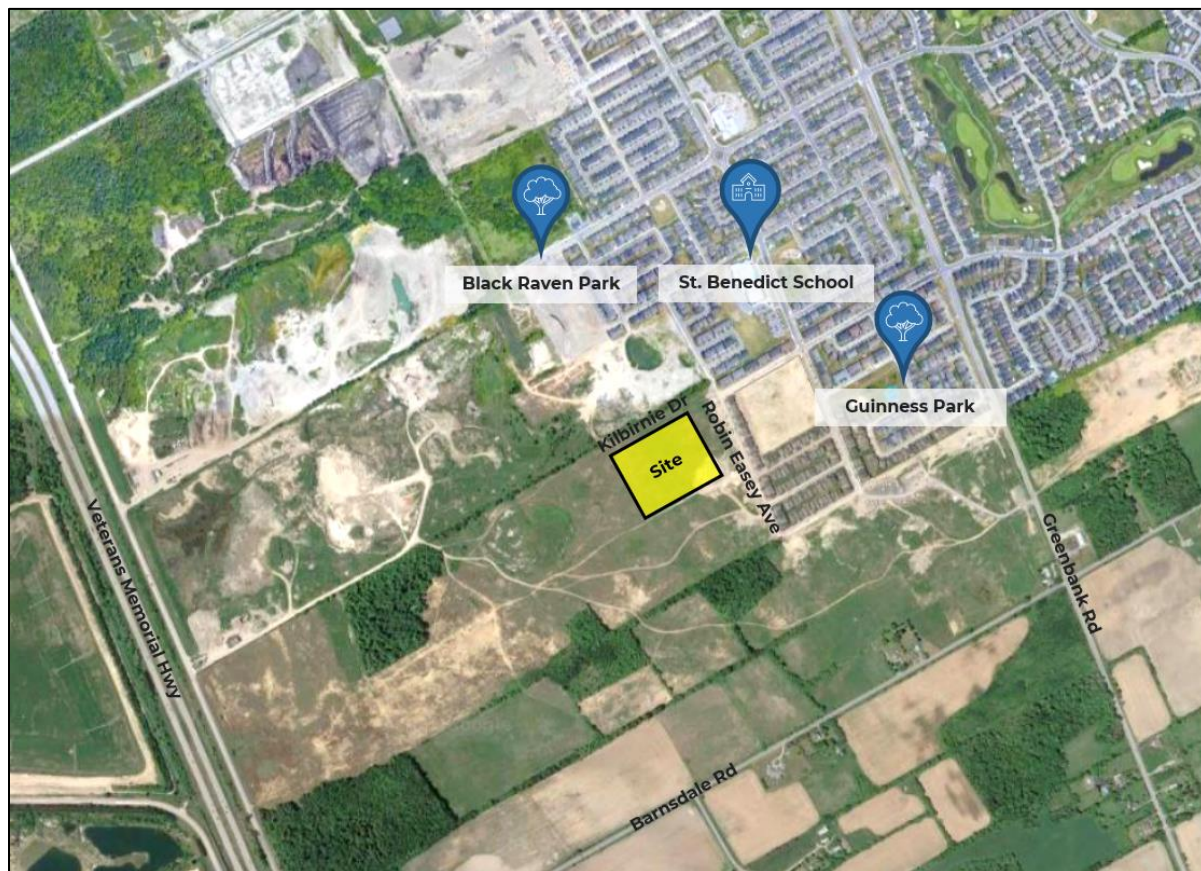 Black Raven Park
St. Benedict School
Guinness Park
Kilbirnie Dr
Robin Easey Ave
Site
Veterans Memorial Hwy
Greenbank Rd
Barnsdale Rd